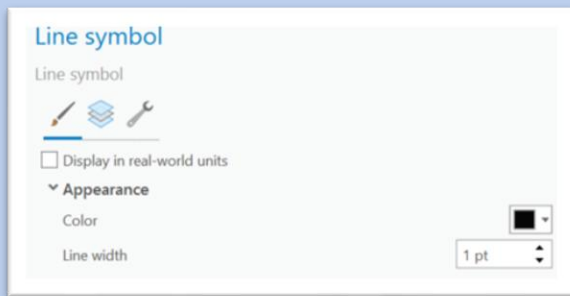 Line symbol
Line symbol
Display in real-world units
Appearance
Color
Line width 1 pt